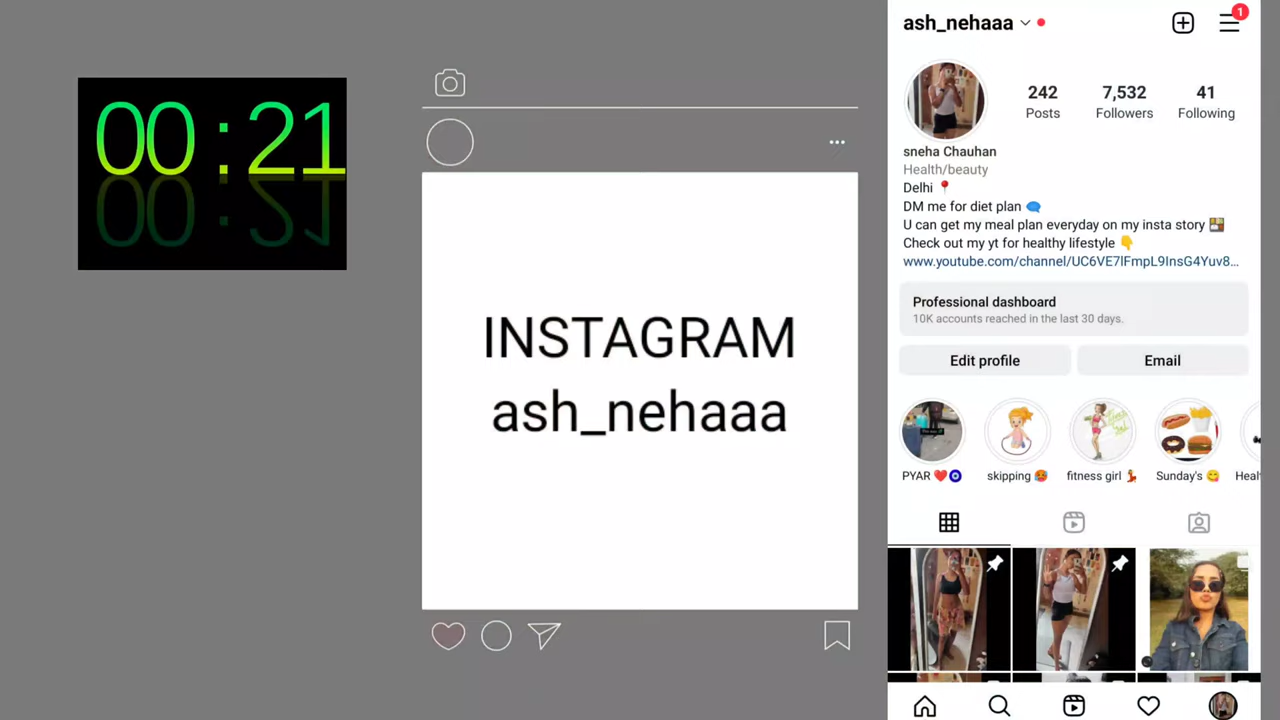 00:21
INSTAGRAM
ash_nehaaa
ash_nehaaa
1
242
7,532
41
Posts
Followers
Following
sneha Chauhan
Health/beauty
Delhi 📍
DM me for diet plan 🗨️
U can get my meal plan everyday on my insta story 🍱
Check out my yt for healthy lifestyle 👇
www.youtube.com/channel/UC6VE7lFmpL9InsG4Yuv8...
Professional dashboard
10K accounts reached in the last 30 days.
Edit profile
Email
PYAR ❤️🧿
skipping 🥵
fitness girl 💃
Sunday's 😋
Heal